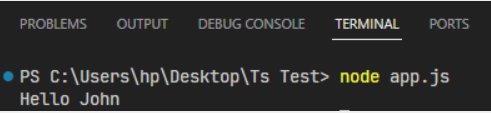 PROBLEMS OUTPUT DEBUG CONSOLE TERMINAL PORTS
PS C:\Users\hp\Desktop\Ts Test> node app.js
Hello John